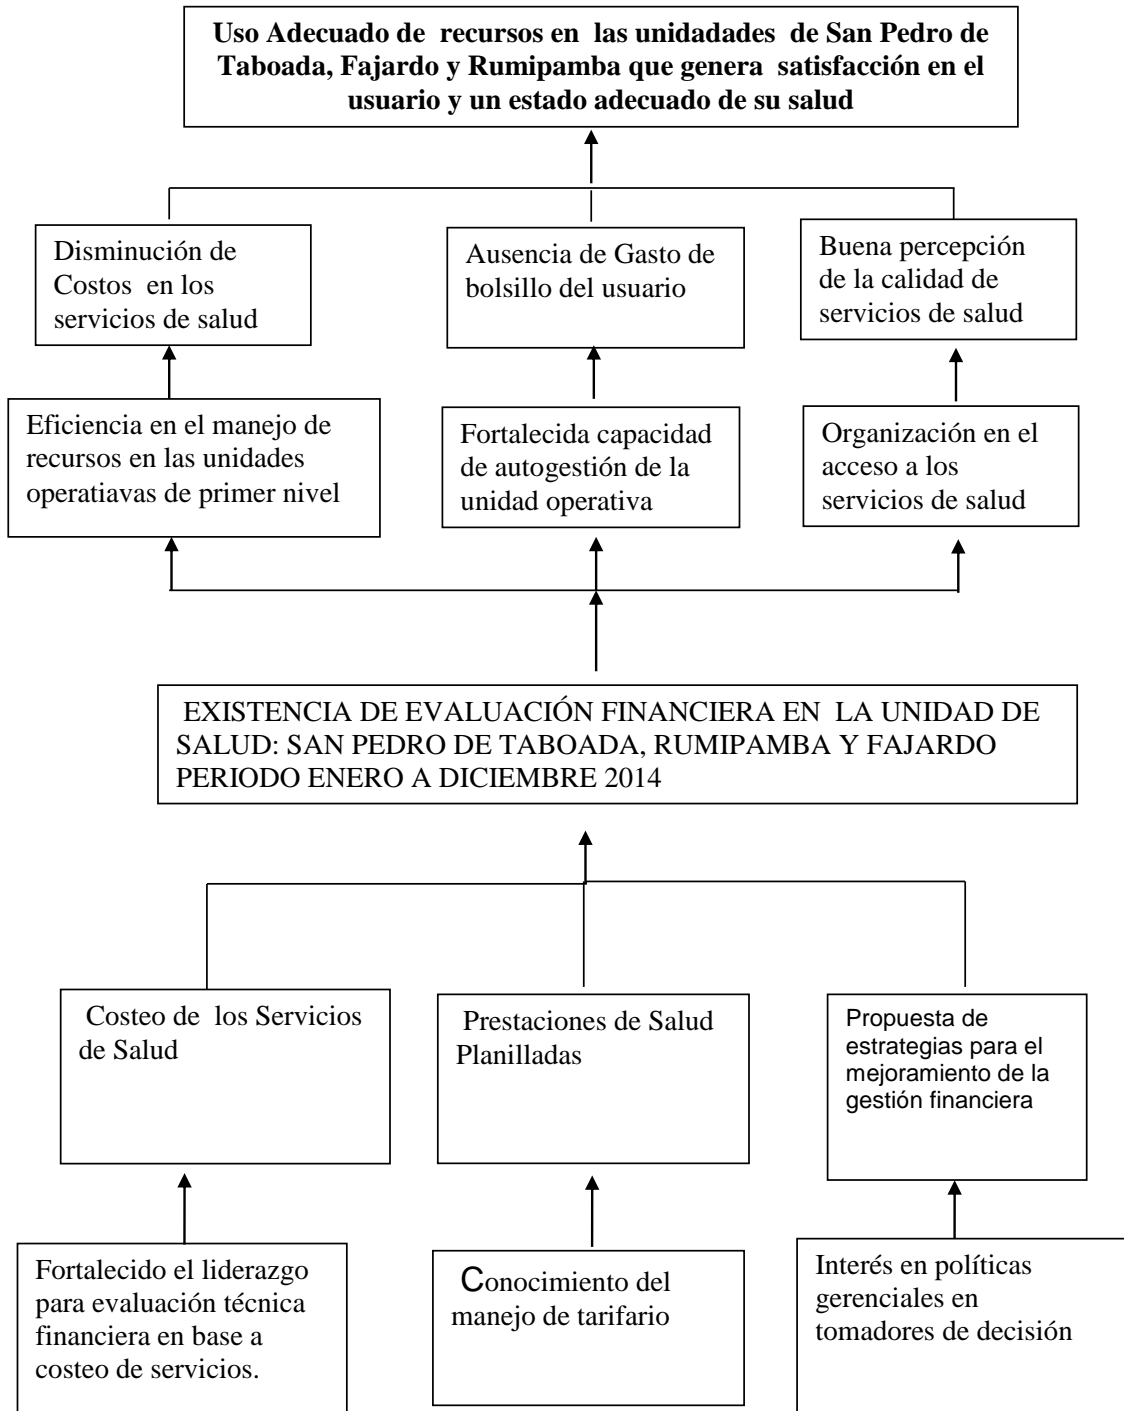 Uso Adecuado de recursos en las unidadades de San Pedro de
Taboada, Fajardo y Rumipamba que genera satisfacción en el
usuario y un estado adecuado de su salud
Disminución de
Costos en los
servicios de salud
Ausencia de Gasto de
bolsillo del usuario
Buena percepción
de la calidad de
servicios de salud
Eficiencia en el manejo de
recursos en las unidades
operatiavas de primer nivel
Fortalecida capacidad
de autogestión de la
unidad operativa
Organización en el
acceso a los
servicios de salud
EXISTENCIA DE EVALUACIÓN FINANCIERA EN LA UNIDAD DE
SALUD: SAN PEDRO DE TABOADA, RUMIPAMBA Y FAJARDO
PERIODO ENERO A DICIEMBRE 2014
Costeo de los Servicios
de Salud
Prestaciones de Salud
Planilladas
Propuesta de
estrategias para el
mejoramiento de la
gestión financiera
Fortalecido el liderazgo
para evaluación técnica
financiera en base a
costeo de servicios.
Conocimiento del
manejo de tarifario
Interés en políticas
gerenciales en
tomadores de decisión